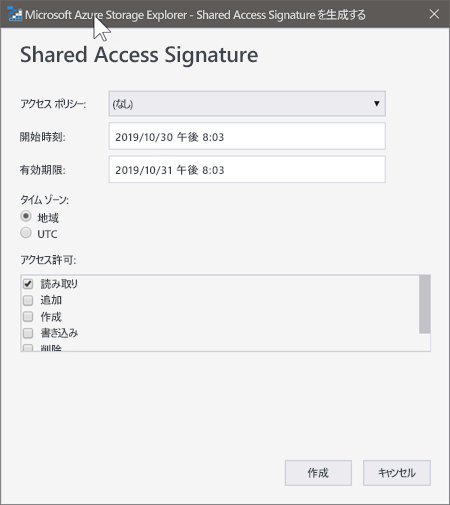 Microsoft Azure Storage Explorer - Shared Access Signature を生成する
Shared Access Signature
アクセス ポリシー: (なし)
開始時刻: 2019/10/30 午後 8:03
有効期限: 2019/10/31 午後 8:03
タイム ゾーン:
地域
UTC
アクセス許可:
読み取り
追加
作成
書き込み
削除
作成 キャンセル